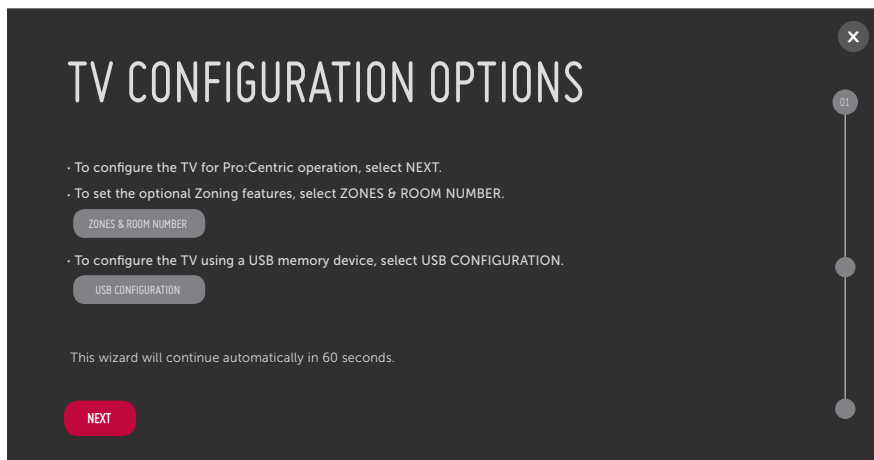 X
TV CONFIGURATION OPTIONS
01
· To configure the TV for Pro:Centric operation, select NEXT.
· To set the optional Zoning features, select ZONES & ROOM NUMBER.
ZONES & ROOM NUMBER
· To configure the TV using a USB memory device, select USB CONFIGURATION.
USB CONFIGURATION
This wizard will continue automatically in 60 seconds.
NEXT